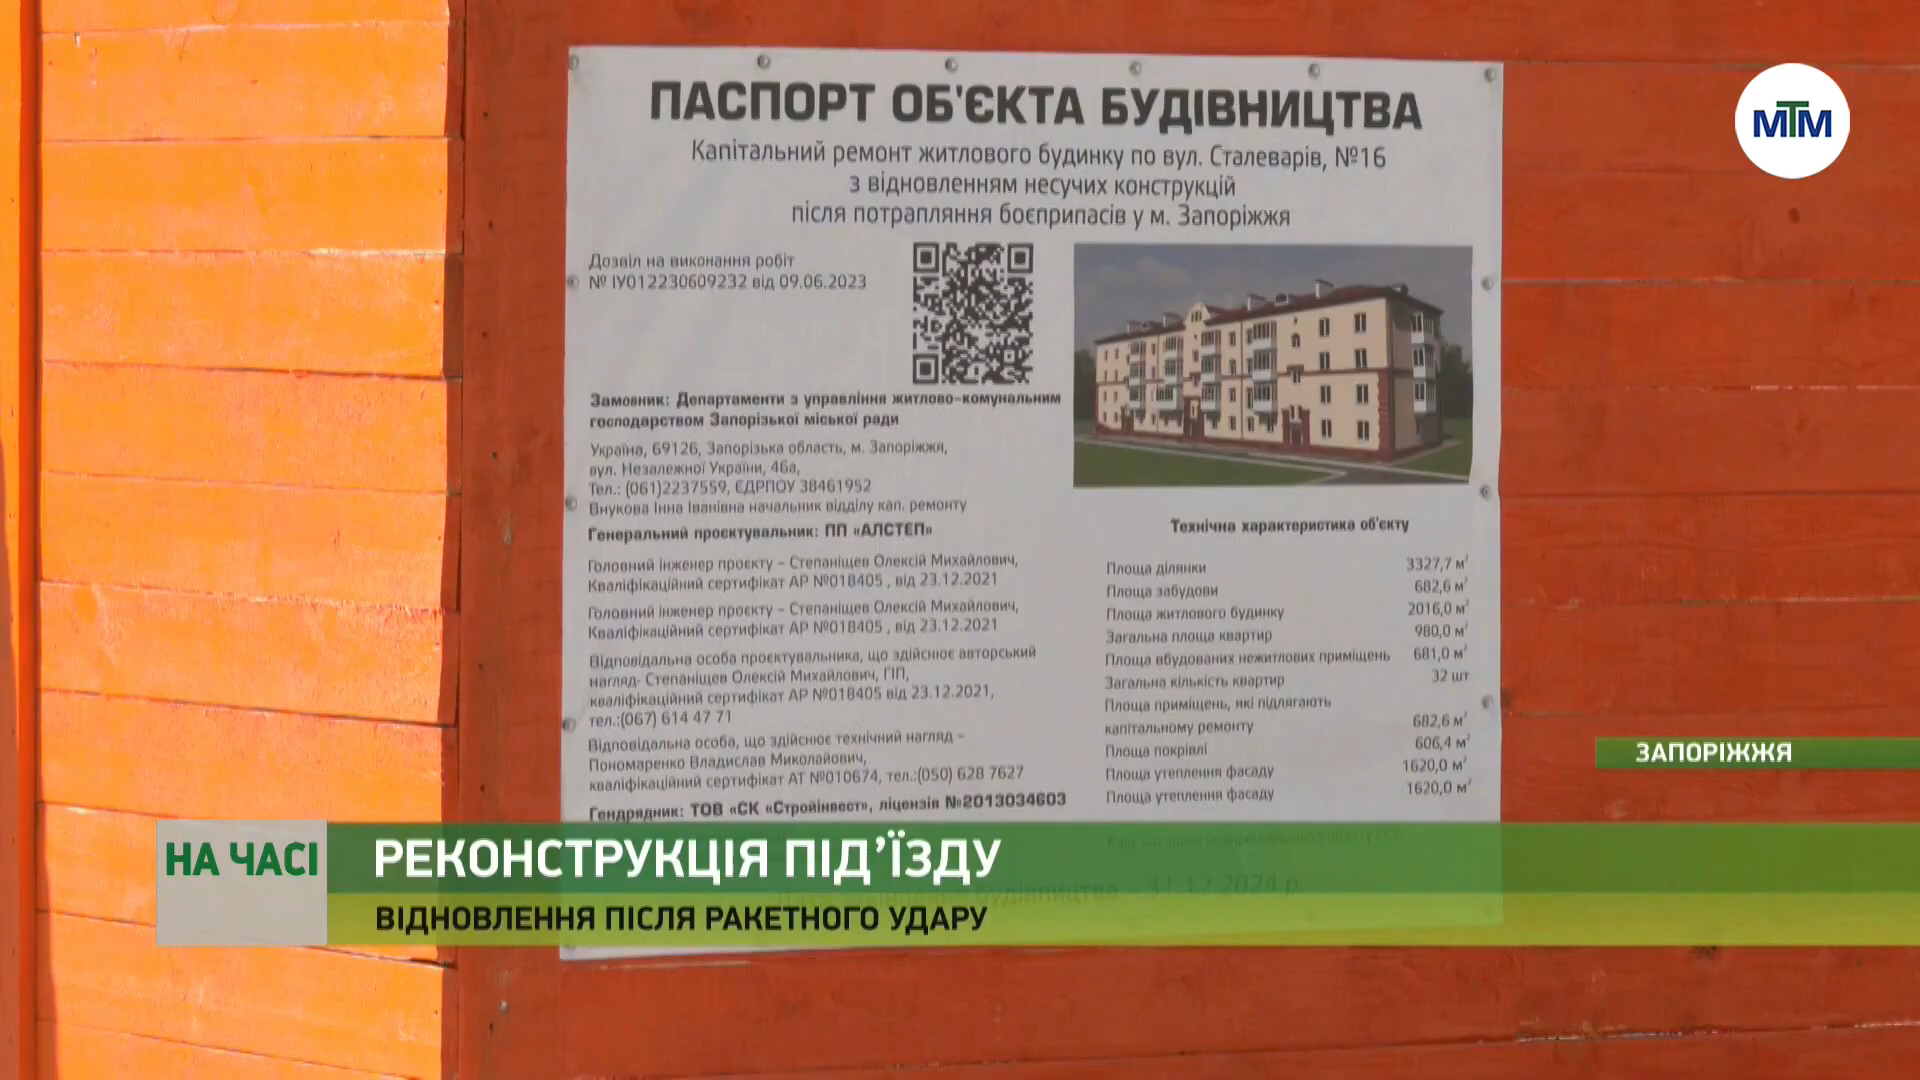 ПАСПОРТ ОБ'ЄКТА БУДІВНИЦТВА
Капітальний ремонт житлового будинку по вул. Сталеварів, №16
з відновленням несучих конструкцій
після потрапляння боєприпасів у м. Запоріжжя
МТМ
Дозвіл на виконання робіт
№ ІУ012230609232 від 09.06.2023
Замовник: Департаменти з управління житлово-комунальним
господарством Запорізької міської ради
Україна, 69126, Запорізька область, м. Запоріжжя,
вул. Незалежної України, 46а,
Тел.: (061)2237559, ЄДРПОУ 38461952
Внукова Інна Іванівна начальник відділу кап. ремонту
Генеральний проєктувальник: ПП «АЛСТЕП»
Головний інженер проєкту – Степаніщев Олексій Михайлович,
Кваліфікаційний сертифікат АР №018405 , від 23.12.2021
Головний інженер проєкту – Степаніщев Олексій Михайлович,
Кваліфікаційний сертифікат АР №018405 , від 23.12.2021
Відповідальна особа проєктувальника, що здійснює авторський
нагляд- Степаніщев Олексій Михайлович, ГІП,
кваліфікаційний сертифікат АР №018405 від 23.12.2021,
тел.:(067) 614 47 71
Відповідальна особа, що здійснює технічний нагляд –
Пономаренко Владислав Миколайович,
кваліфікаційний сертифікат АТ №010674, тел.:(050) 628 7627
Гендрядник: ТОВ «СК «Стройінвест», ліцензія №2013034603
Технічна характеристика об'єкту
Площа ділянки 3327,7 м²
Площа забудови 682,6 м²
Площа житлового будинку 2016,0 м²
Загальна площа квартир 980,0 м²
Площа вбудованих нежитлових приміщень 681,0 м²
Загальна кількість квартир 32 шт
Площа приміщень, які підлягають
капітальному ремонту 682,6 м²
Площа покрівлі 606,4 м²
Площа утеплення фасаду 1620,0 м²
Площа утеплення фасаду 1620,0 м²
будівництва – 31.12.2024 р.
ЗАПОРІЖЖЯ
НА ЧАСІ
РЕКОНСТРУКЦІЯ ПІД’ЇЗДУ
ВІДНОВЛЕННЯ ПІСЛЯ РАКЕТНОГО УДАРУ